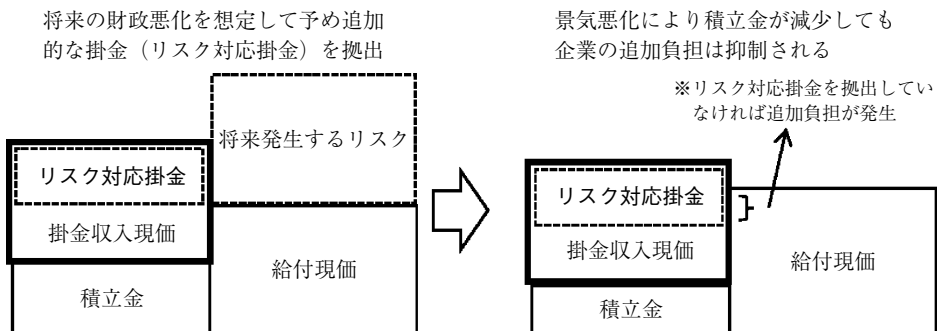 将来の財政悪化を想定して予め追加
的な掛金（リスク対応掛金）を拠出
将来発生するリスク
リスク対応掛金
掛金収入現価
給付現価
積立金
景気悪化により積立金が減少しても
企業の追加負担は抑制される
※リスク対応掛金を拠出してい
なければ追加負担が発生
リスク対応掛金
掛金収入現価
給付現価
積立金